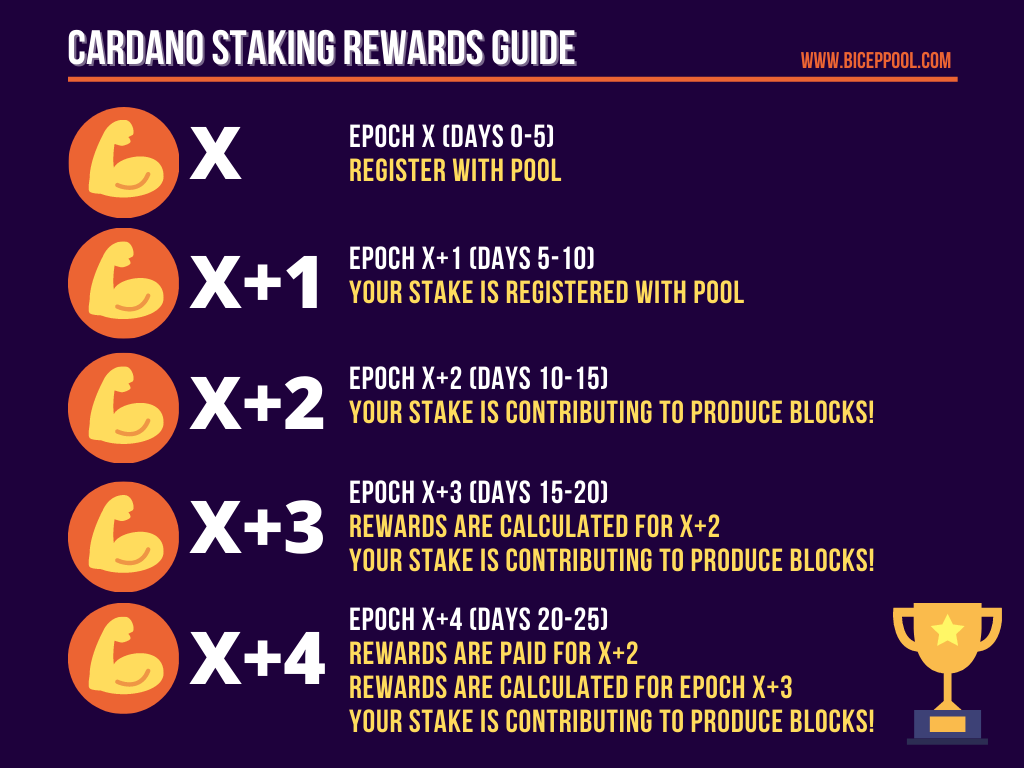 CARDANO STAKING REWARDS GUIDE
WWW.BICEPPOOL.COM
X
EPOCH X (DAYS 0-5)
REGISTER WITH POOL
X+1
EPOCH X+1 (DAYS 5-10)
YOUR STAKE IS REGISTERED WITH POOL
X+2
EPOCH X+2 (DAYS 10-15)
YOUR STAKE IS CONTRIBUTING TO PRODUCE BLOCKS!
X+3
EPOCH X+3 (DAYS 15-20)
REWARDS ARE CALCULATED FOR X+2
YOUR STAKE IS CONTRIBUTING TO PRODUCE BLOCKS!
X+4
EPOCH X+4 (DAYS 20-25)
REWARDS ARE PAID FOR X+2
REWARDS ARE CALCULATED FOR EPOCH X+3
YOUR STAKE IS CONTRIBUTING TO PRODUCE BLOCKS!